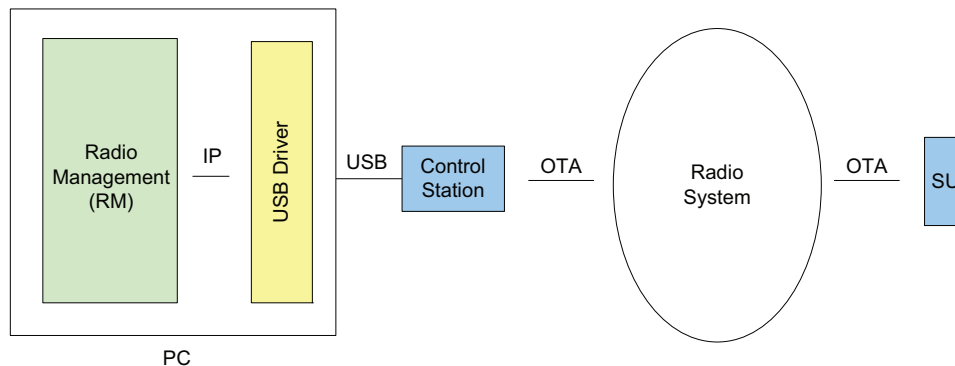 Radio
Management
(RM)
IP
USB Driver
USB
Control
Station
OTA
Radio
System
OTA
SU
PC